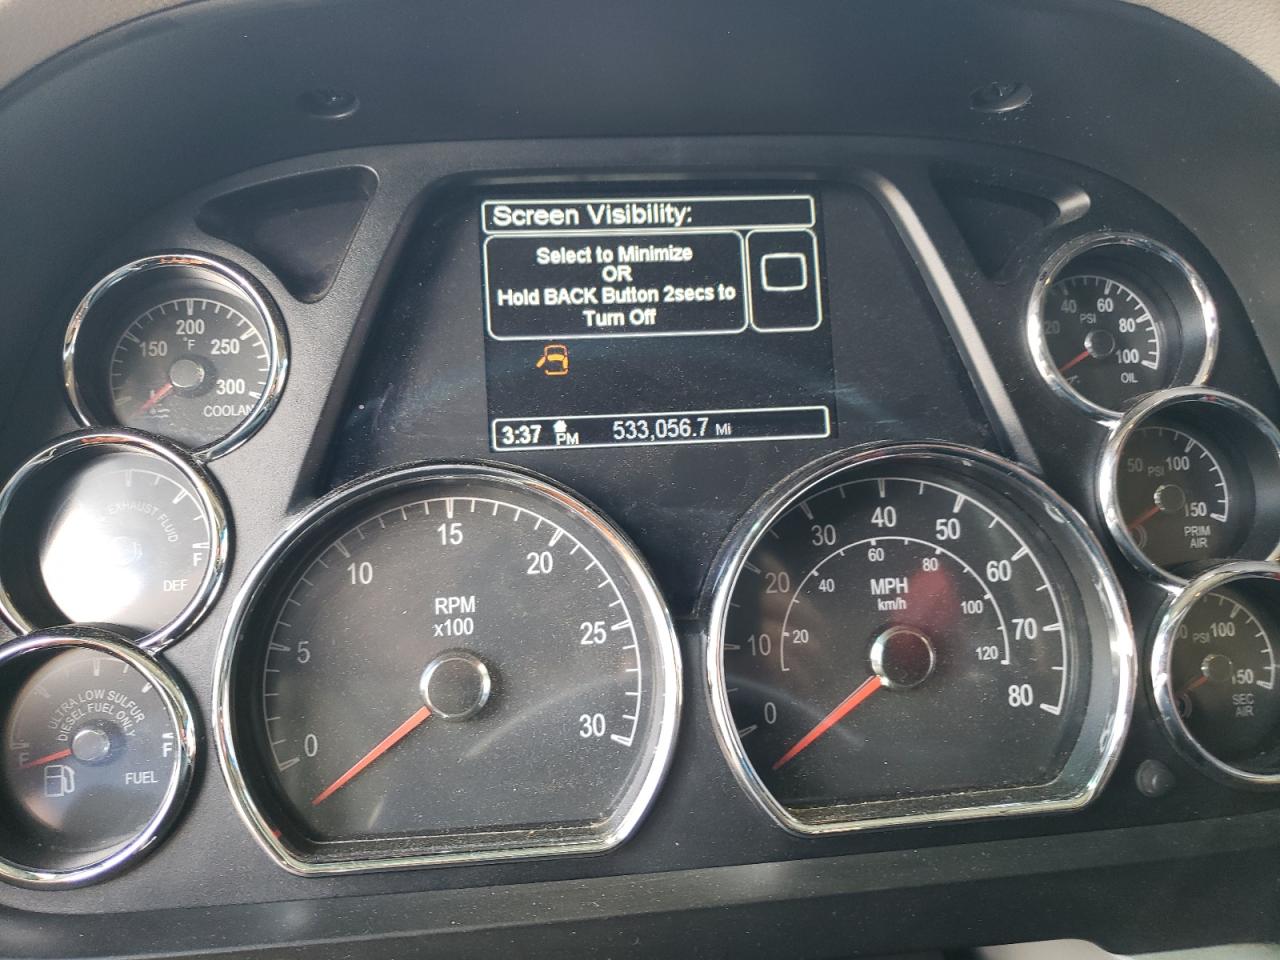 Screen Visibility:
Select to Minimize
OR
Hold BACK Button 2secs to
Turn Off
3:37 PM 533,056.7 Mi
150 200 250 300
°F
COOLAN
EXHAUST FLUID
F
DEF
ULTRA LOW SULFUR
DIESEL FUEL ONLY
F
FUEL
0 5 10 15 20 25 30
RPM
x100
0 10 20 30 40 50 60 70 80
20 40 60 80 100 120
MPH
km/h
20 40 60 80 100
PSI
OIL
50 100 150
PSI
PRIM
AIR
100 150
PSI
SEC
AIR